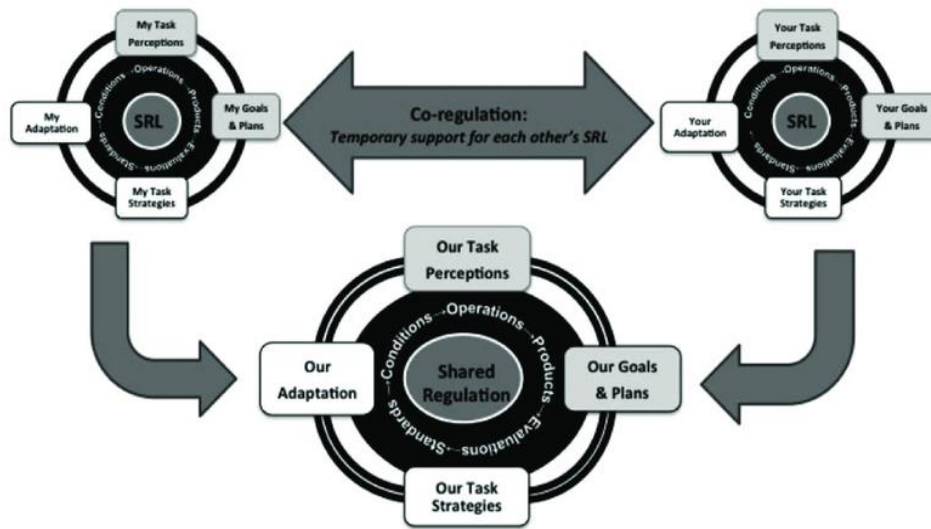 My Task
Perceptions
Conditions→Operations→Products→Evaluations→Standards→
SRL
My
Adaptation
My Goals
& Plans
My Task
Strategies
Co-regulation:
Temporary support for each other's SRL
Your Task
Perceptions
Conditions→Operations→Products→Evaluations→Standards→
SRL
Your
Adaptation
Your Goals
& Plans
Your Task
Strategies
Our Task
Perceptions
Conditions→Operations→Products→Evaluations→Standards→
Our
Adaptation
Shared
Regulation
Our Goals
& Plans
Our Task
Strategies